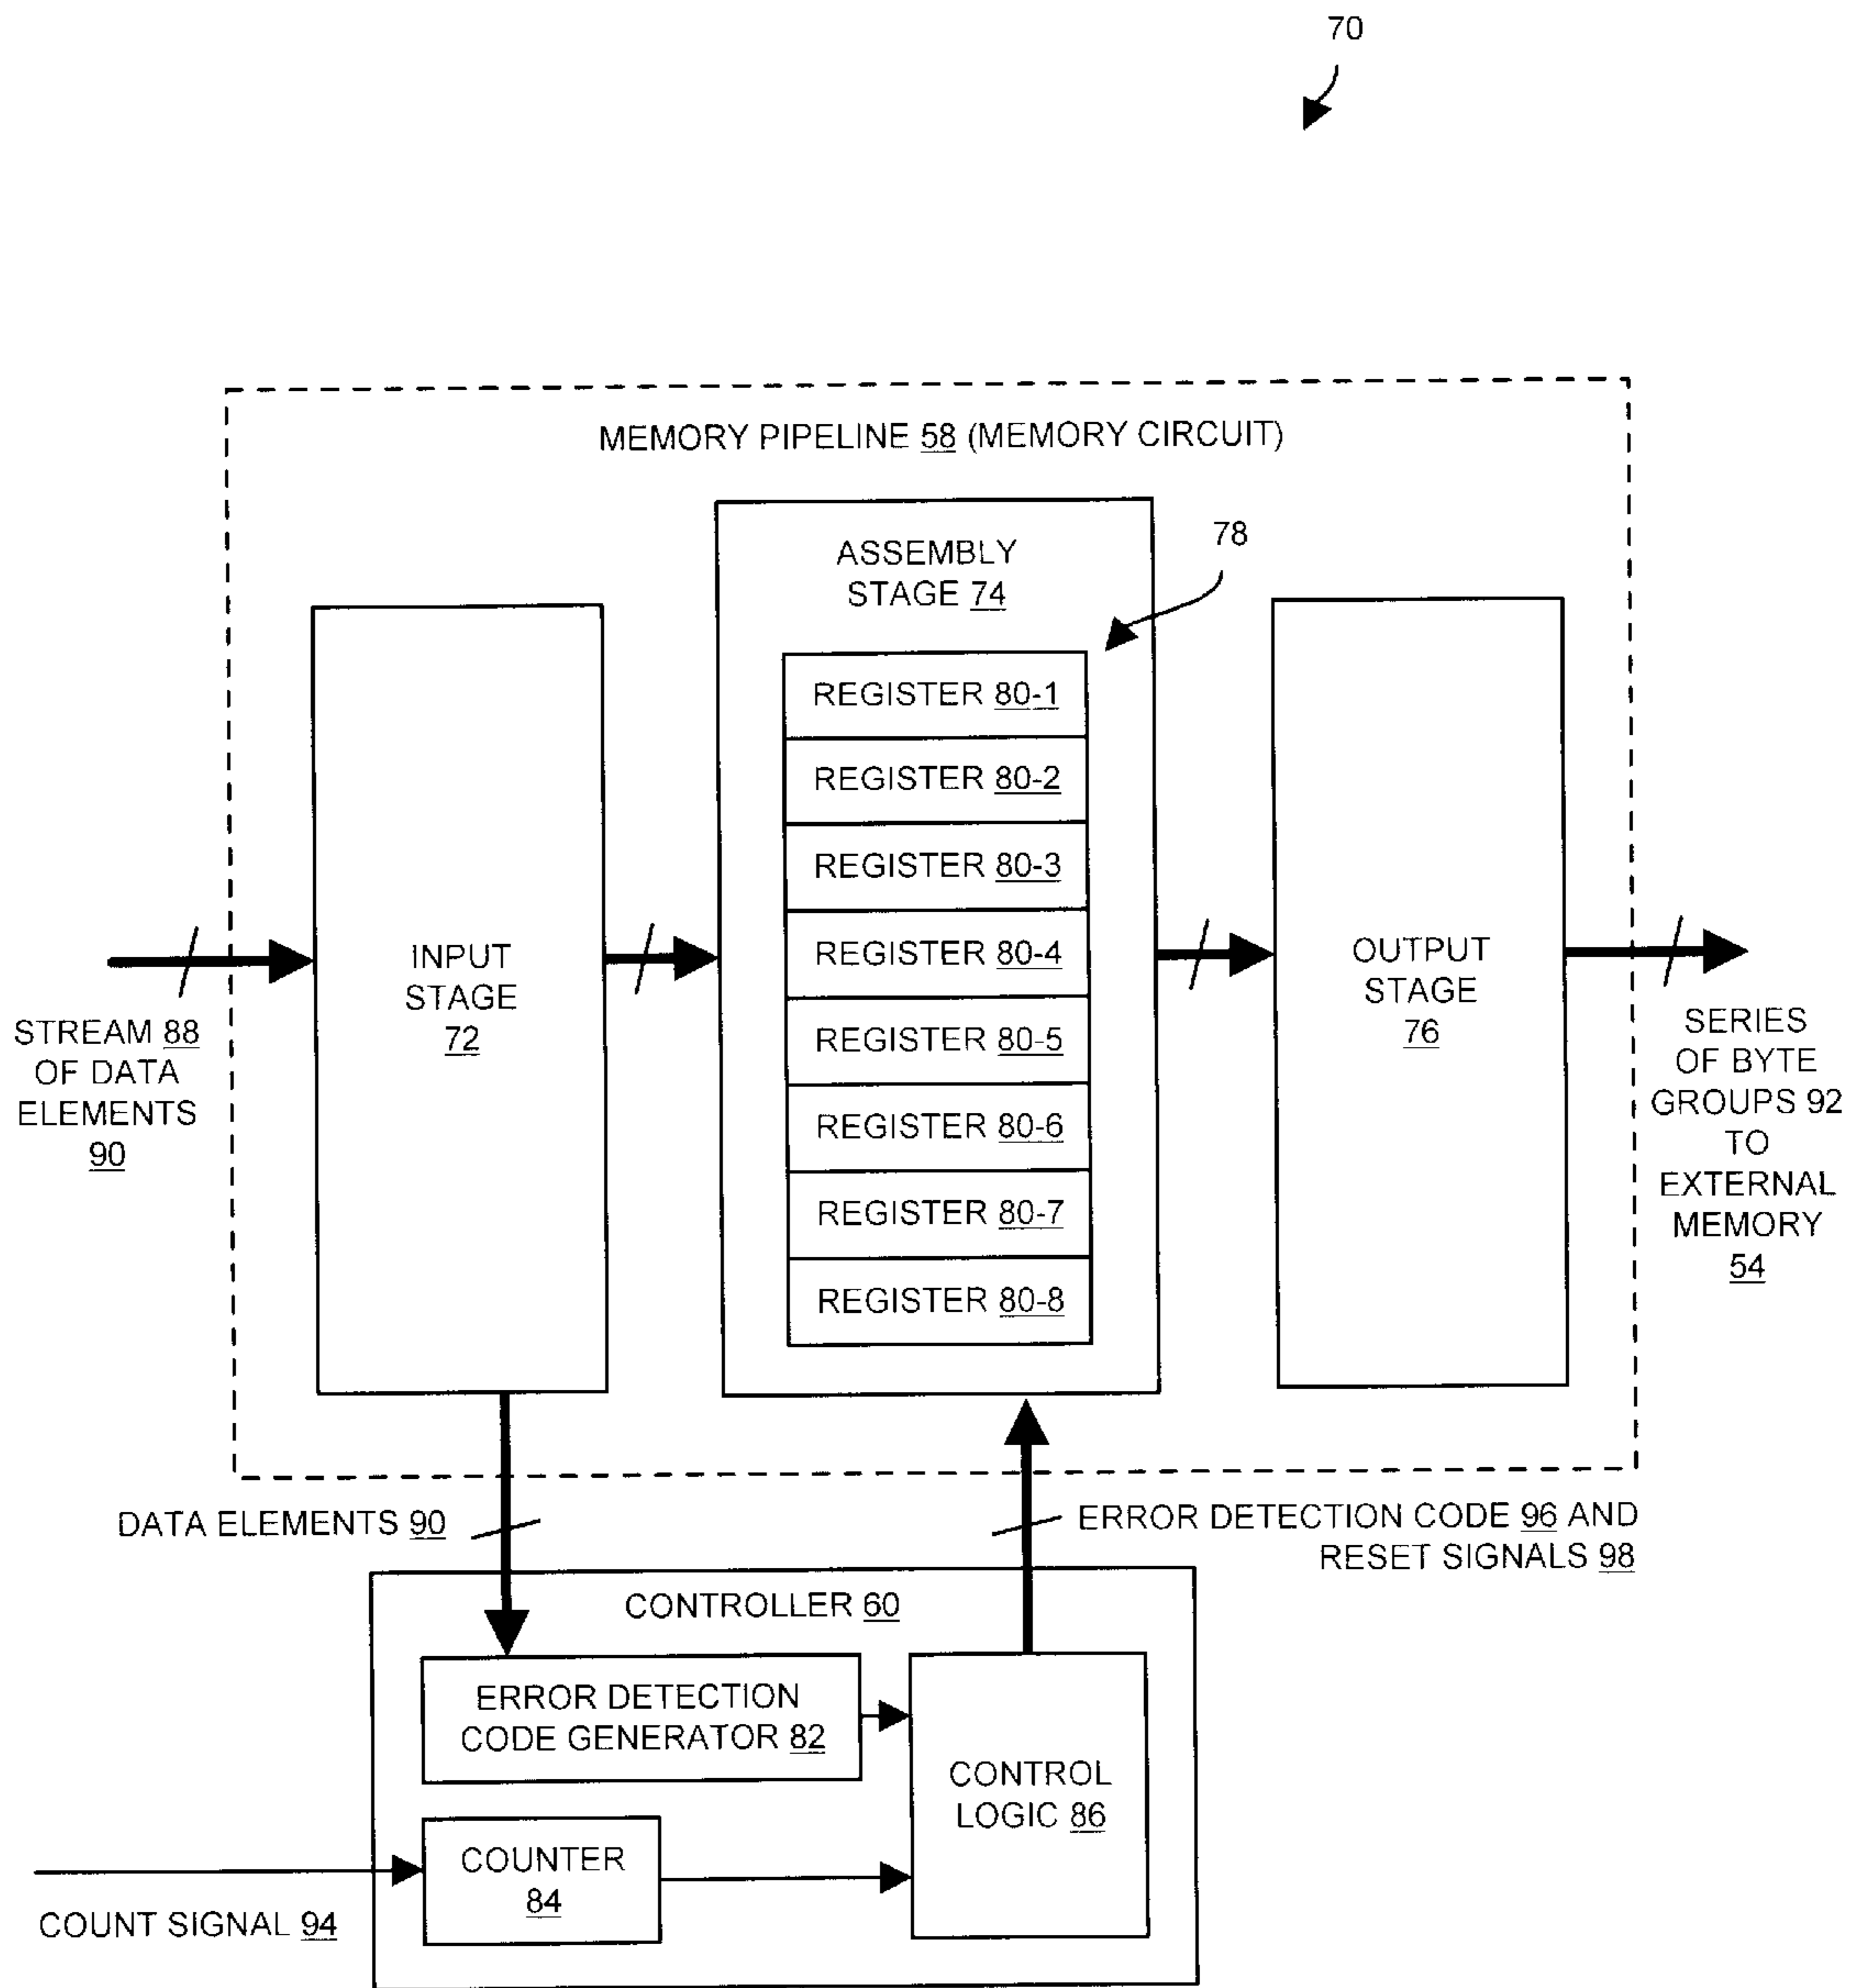 70
MEMORY PIPELINE 58 (MEMORY CIRCUIT)
78
ASSEMBLY
STAGE 74
REGISTER 80-1
REGISTER 80-2
REGISTER 80-3
REGISTER 80-4
REGISTER 80-5
REGISTER 80-6
REGISTER 80-7
REGISTER 80-8
INPUT
STAGE
72
OUTPUT
STAGE
76
STREAM 88
OF DATA
ELEMENTS
90
SERIES
OF BYTE
GROUPS 92
TO
EXTERNAL
MEMORY
54
DATA ELEMENTS 90
ERROR DETECTION CODE 96 AND
RESET SIGNALS 98
CONTROLLER 60
ERROR DETECTION
CODE GENERATOR 82
CONTROL
LOGIC 86
COUNTER
84
COUNT SIGNAL 94